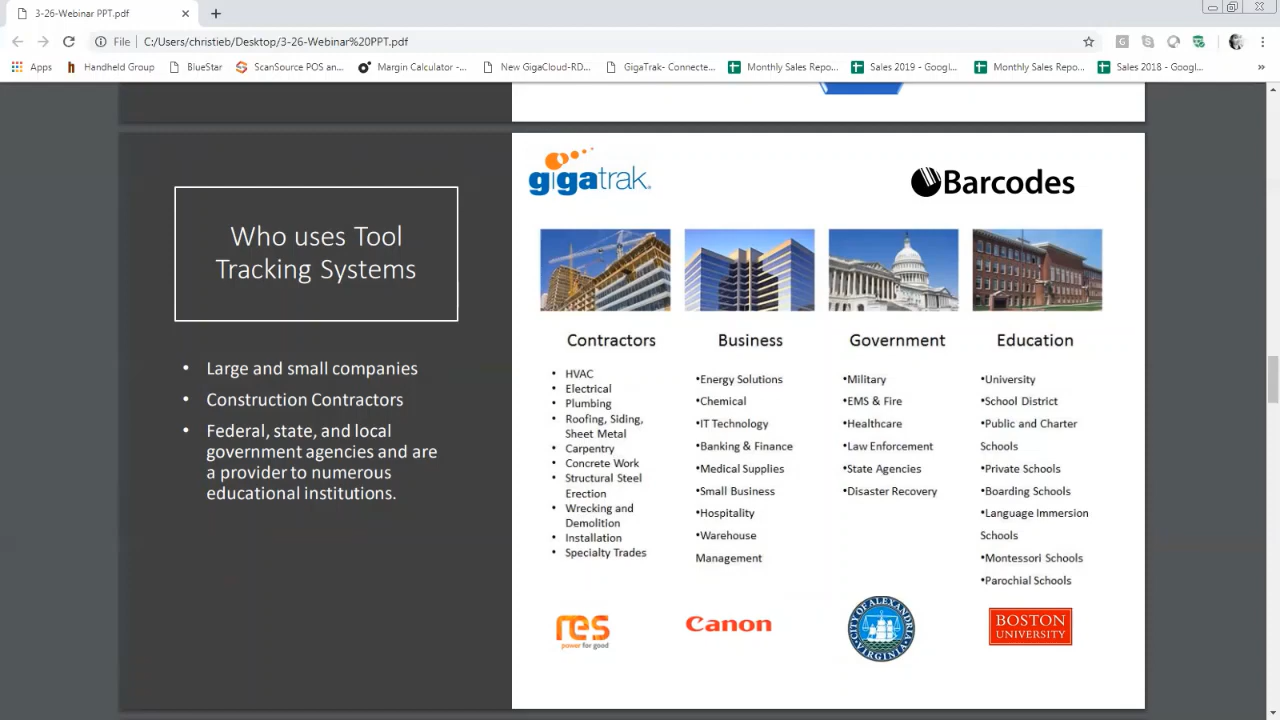 3-26-Webinar PPT.pdf
File
C:/Users/christieb/Desktop/3-26-Webinar%20PPT.pdf
Apps
Handheld Group
BlueStar
ScanSource POS an...
Margin Calculator -...
New GigaCloud-RD...
GigaTrak- Connecte...
Monthly Sales Repo...
Sales 2019 - Googl...
Monthly Sales Repo...
Sales 2018 - Googl...
»
Who uses Tool
Tracking Systems
• Large and small companies
• Construction Contractors
• Federal, state, and local
government agencies and are
a provider to numerous
educational institutions.
gigatrak.
Barcodes
Contractors
• HVAC
• Electrical
• Plumbing
• Roofing, Siding,
Sheet Metal
• Carpentry
• Concrete Work
• Structural Steel
Erection
• Wrecking and
Demolition
• Installation
• Specialty Trades
res
power for good
Business
•Energy Solutions
•Chemical
•IT Technology
•Banking & Finance
•Medical Supplies
•Small Business
•Hospitality
•Warehouse
Management
Canon
Government
•Military
•EMS & Fire
•Healthcare
•Law Enforcement
•State Agencies
•Disaster Recovery
CITY OF ALEXANDRIA
VIRGINIA
Education
•University
•School District
•Public and Charter
Schools
•Private Schools
•Boarding Schools
•Language Immersion
Schools
•Montessori Schools
•Parochial Schools
BOSTON
UNIVERSITY